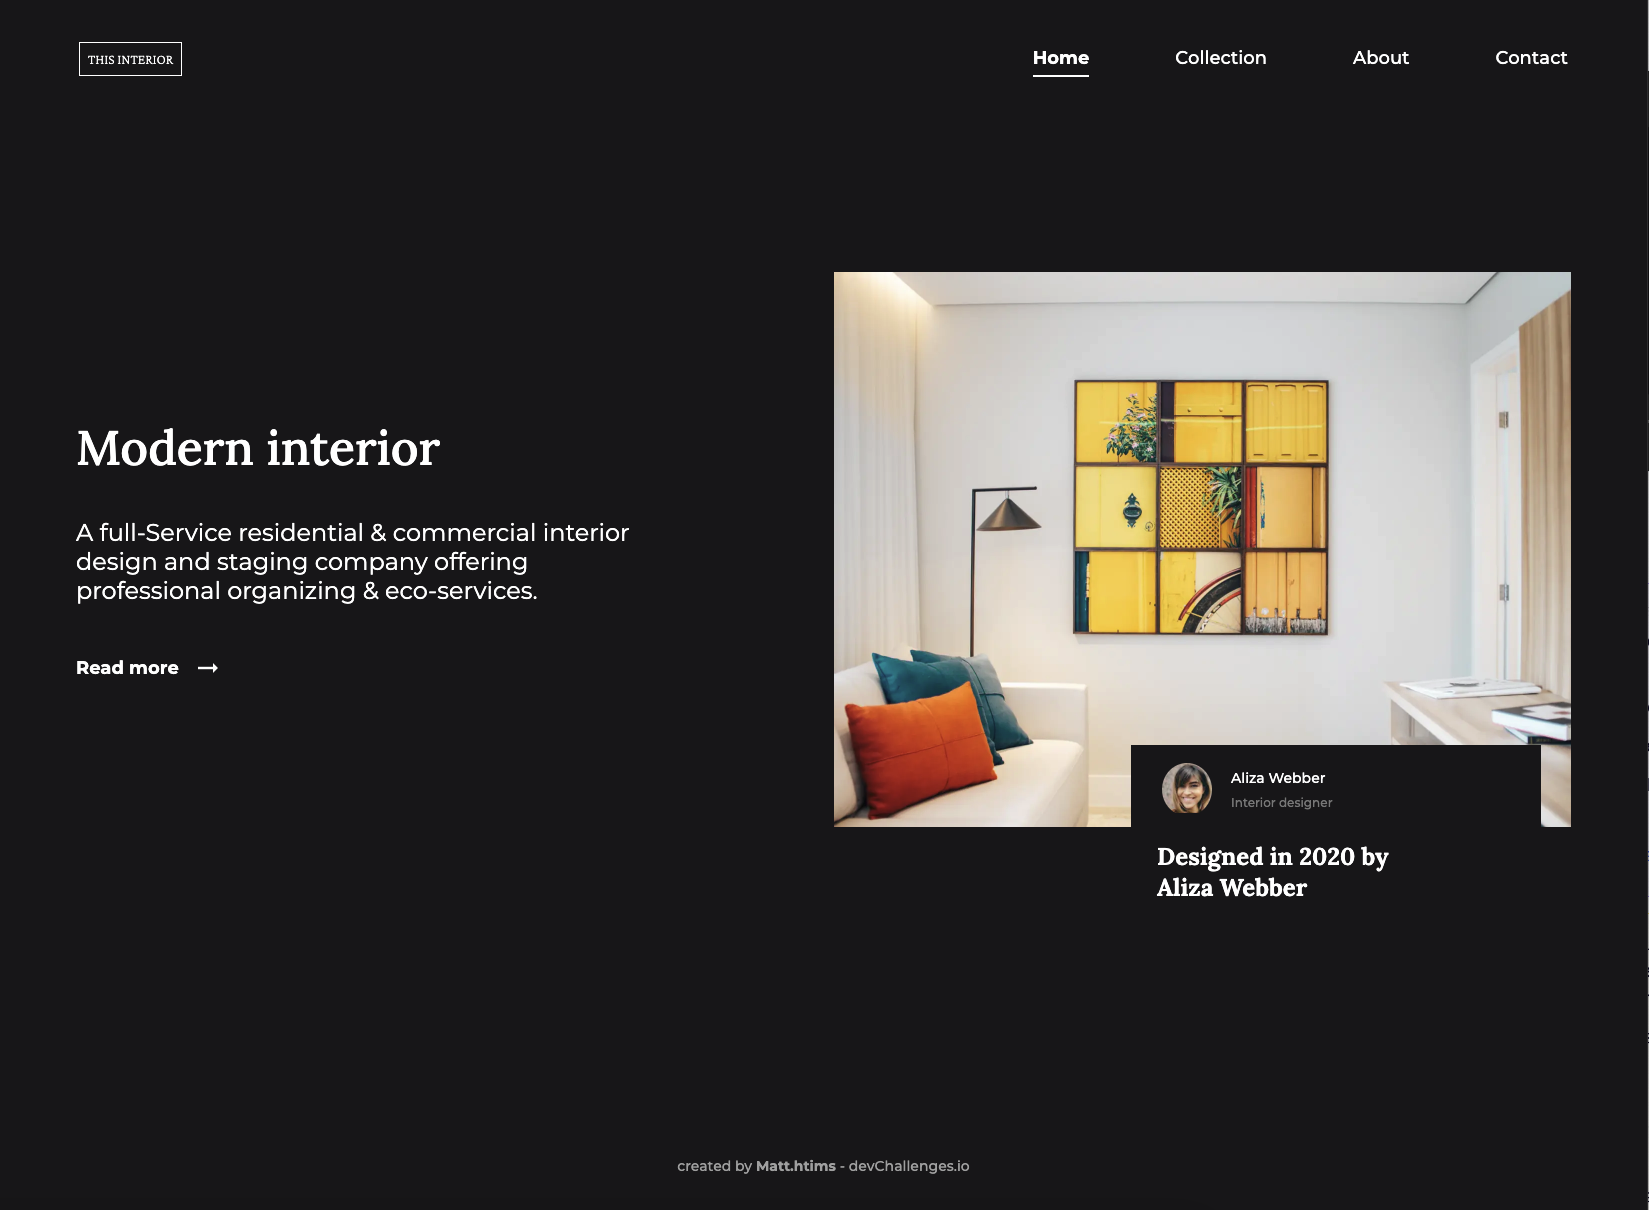 THIS INTERIOR
Home
Collection
About
Contact
Modern interior
A full-Service residential & commercial interior
design and staging company offering
professional organizing & eco-services.
Read more
Aliza Webber
Interior designer
Designed in 2020 by
Aliza Webber
created by Matt.htims - devChallenges.io